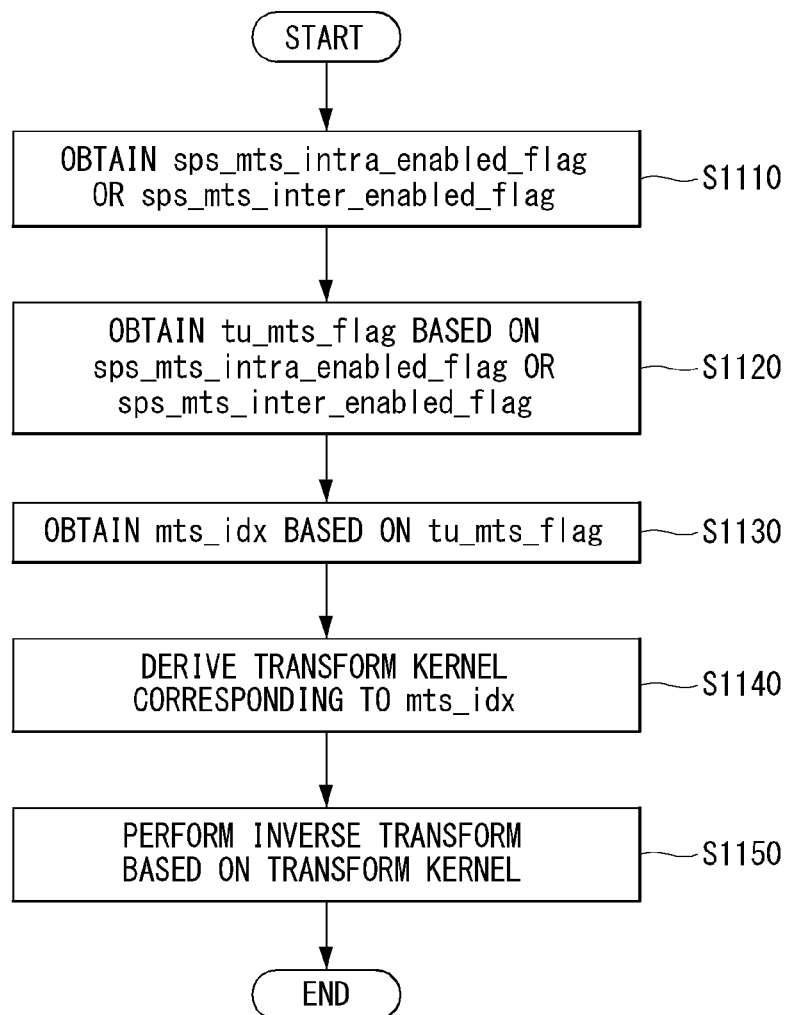 START
OBTAIN sps_mts_intra_enabled_flag
OR sps_mts_inter_enabled_flag
S1110
OBTAIN tu_mts_flag BASED ON
sps_mts_intra_enabled_flag OR
sps_mts_inter_enabled_flag
S1120
OBTAIN mts_idx BASED ON tu_mts_flag
S1130
DERIVE TRANSFORM KERNEL
CORRESPONDING TO mts_idx
S1140
PERFORM INVERSE TRANSFORM
BASED ON TRANSFORM KERNEL
S1150
END